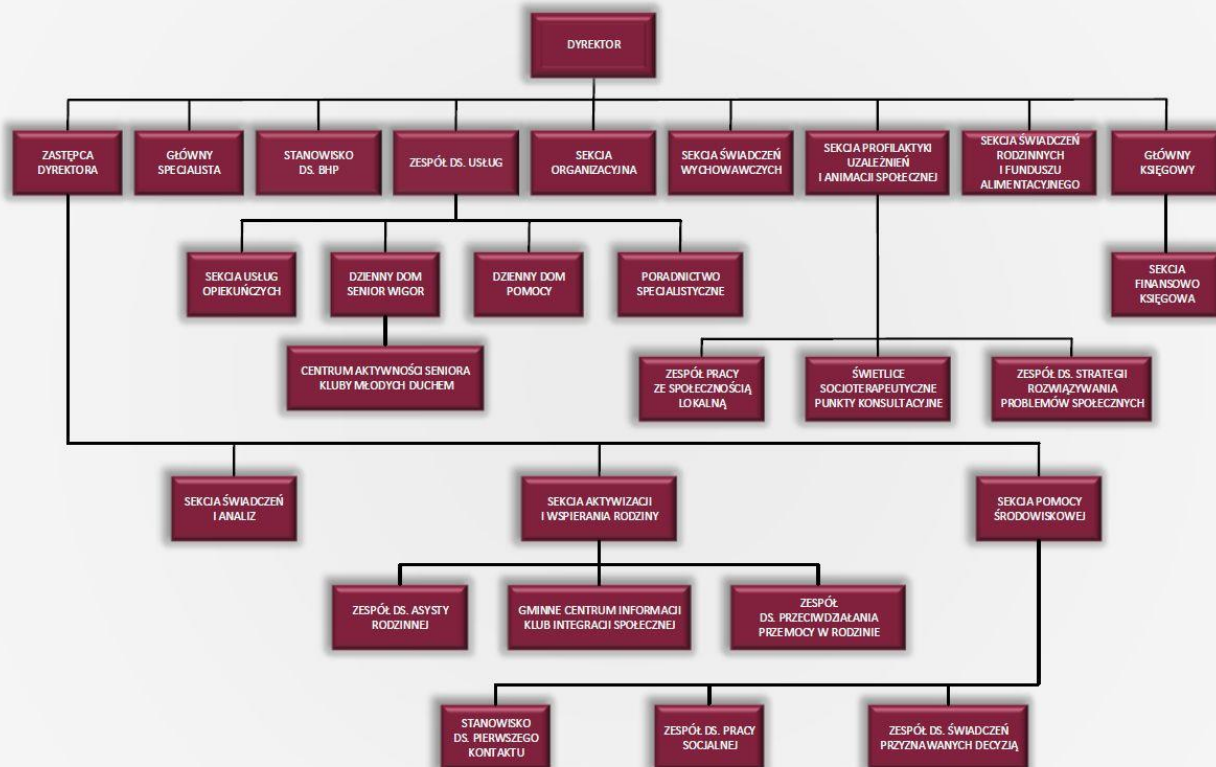 DYREKTOR
ZASTĘPCA
DYREKTORA
GŁÓWNY
SPECJALISTA
STANOWISKO
DS. BHP
ZESPÓŁ DS. USŁUG
SEKCJA
ORGANIZACYJNA
SEKCJA ŚWIADCZEŃ
WYCHOWAWCZYCH
SEKCJA PROFILAKTYKI
UZALEŻNIEŃ
I ANIMACJI SPOŁECZNEJ
SEKCJA ŚWIADCZEŃ
RODZINNYCH
I FUNDUSZU
ALIMENTACYJNEGO
GŁÓWNY
KSIĘGOWY
SEKCJA USŁUG
OPIEKUŃCZYCH
DZIENNY DOM
SENIOR WIGOR
DZIENNY DOM
POMOCY
PORADNICTWO
SPECJALISTYCZNE
SEKCJA
FINANSOWO
KSIĘGOWA
CENTRUM AKTYWNOŚCI SENIORA
KLUBY MŁODYCH DUCHEM
ZESPÓŁ PRACY
ZE SPOŁECZNOŚCIĄ
LOKALNĄ
ŚWIETLICE
SOCJOTERAPEUTYCZNE
PUNKTY KONSULTACYJNE
ZESPÓŁ DS. STRATEGII
ROZWIĄZYWANIA
PROBLEMÓW SPOŁECZNYCH
SEKCJA ŚWIADCZEŃ
I ANALIZ
SEKCJA AKTYWIZACJI
I WSPIERANIA RODZINY
SEKCJA POMOCY
ŚRODOWISKOWEJ
ZESPÓŁ DS. ASYSTY
RODZINNEJ
GMINNE CENTRUM INFORMACJI
KLUB INTEGRACJI SPOŁECZNEJ
ZESPÓŁ
DS. PRZECIWDZIAŁANIA
PRZEMOCY W RODZINIE
STANOWISKO
DS. PIERWSZEGO
KONTAKTU
ZESPÓŁ DS. PRACY
SOCJALNEJ
ZESPÓŁ DS. ŚWIADCZEŃ
PRZYZNAWANYCH DECYZJĄ